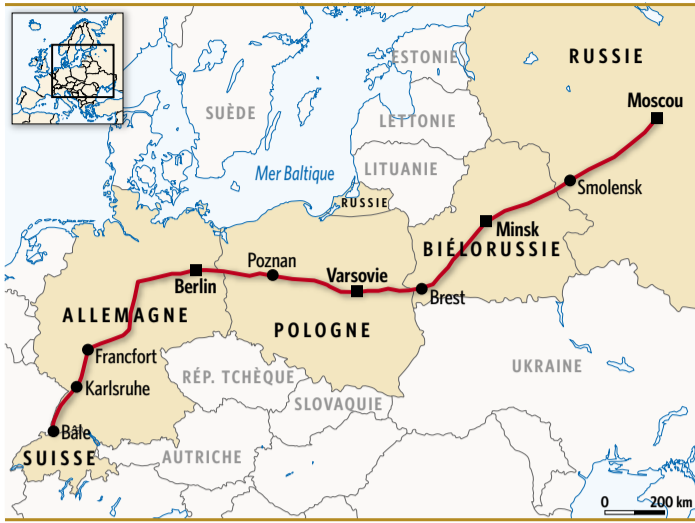 ESTONIE
RUSSIE
SUÈDE
Moscou
LETTONIE
LITUANIE
Mer Baltique
Smolensk
RUSSIE
Minsk
BIÉLORUSSIE
Poznan
Varsovie
Berlin
Brest
ALLEMAGNE
POLOGNE
Francfort
UKRAINE
RÉP. TCHÈQUE
Karlsruhe
SLOVAQUIE
Bâle
SUISSE
AUTRICHE
0 200 km